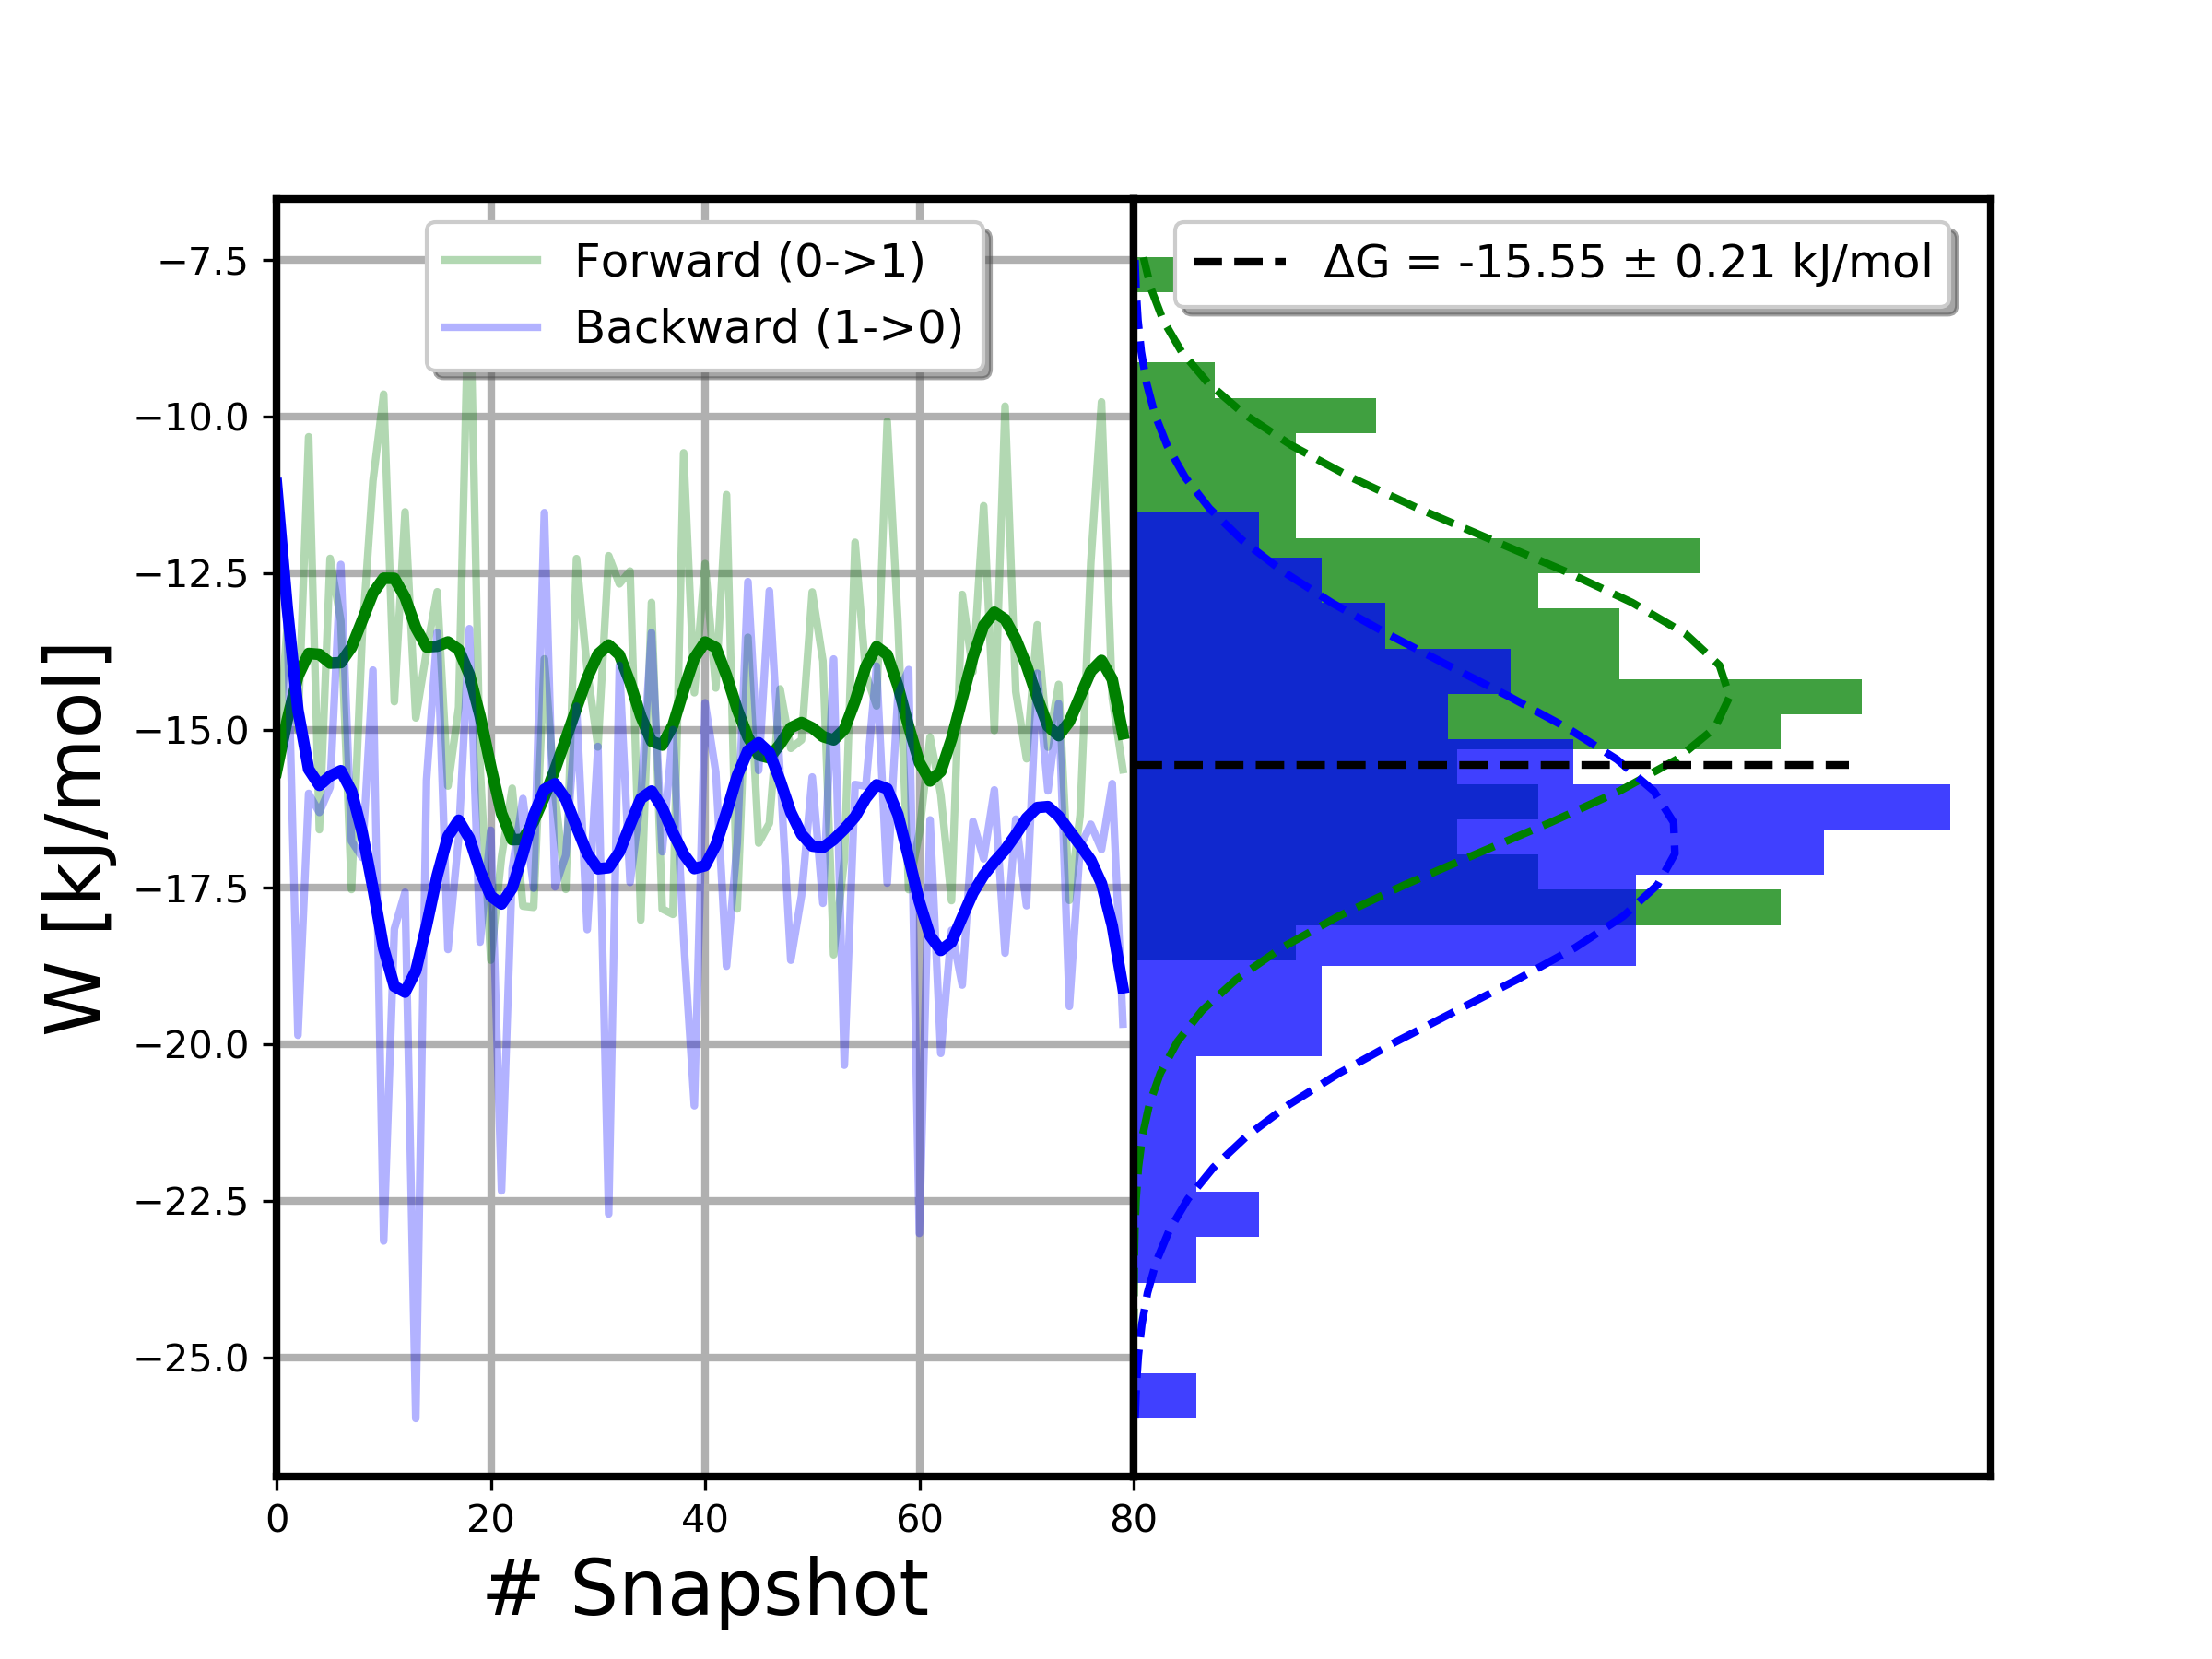 Forward (0->1)
Backward (1->0)
ΔG = -15.55 ± 0.21 kJ/mol
W [kJ/mol]
−7.5
−10.0
−12.5
−15.0
−17.5
−20.0
−22.5
−25.0
0 20 40 60 80
# Snapshot